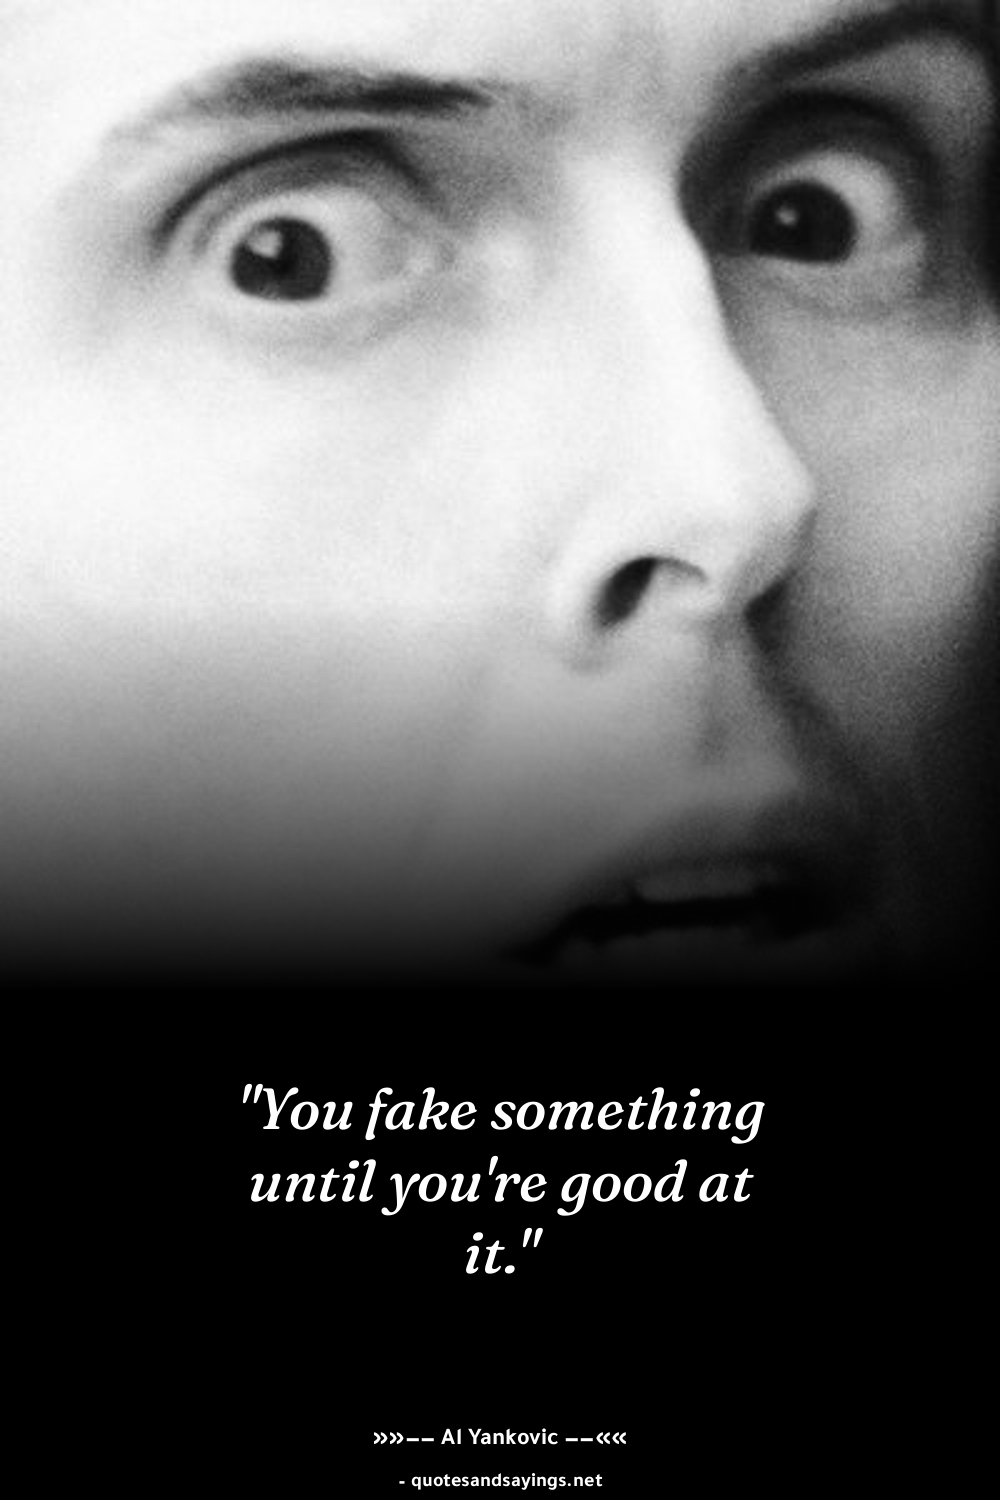 "You fake something
until you're good at
it."
»»–– Al Yankovic ––««
- quotesandsayings.net